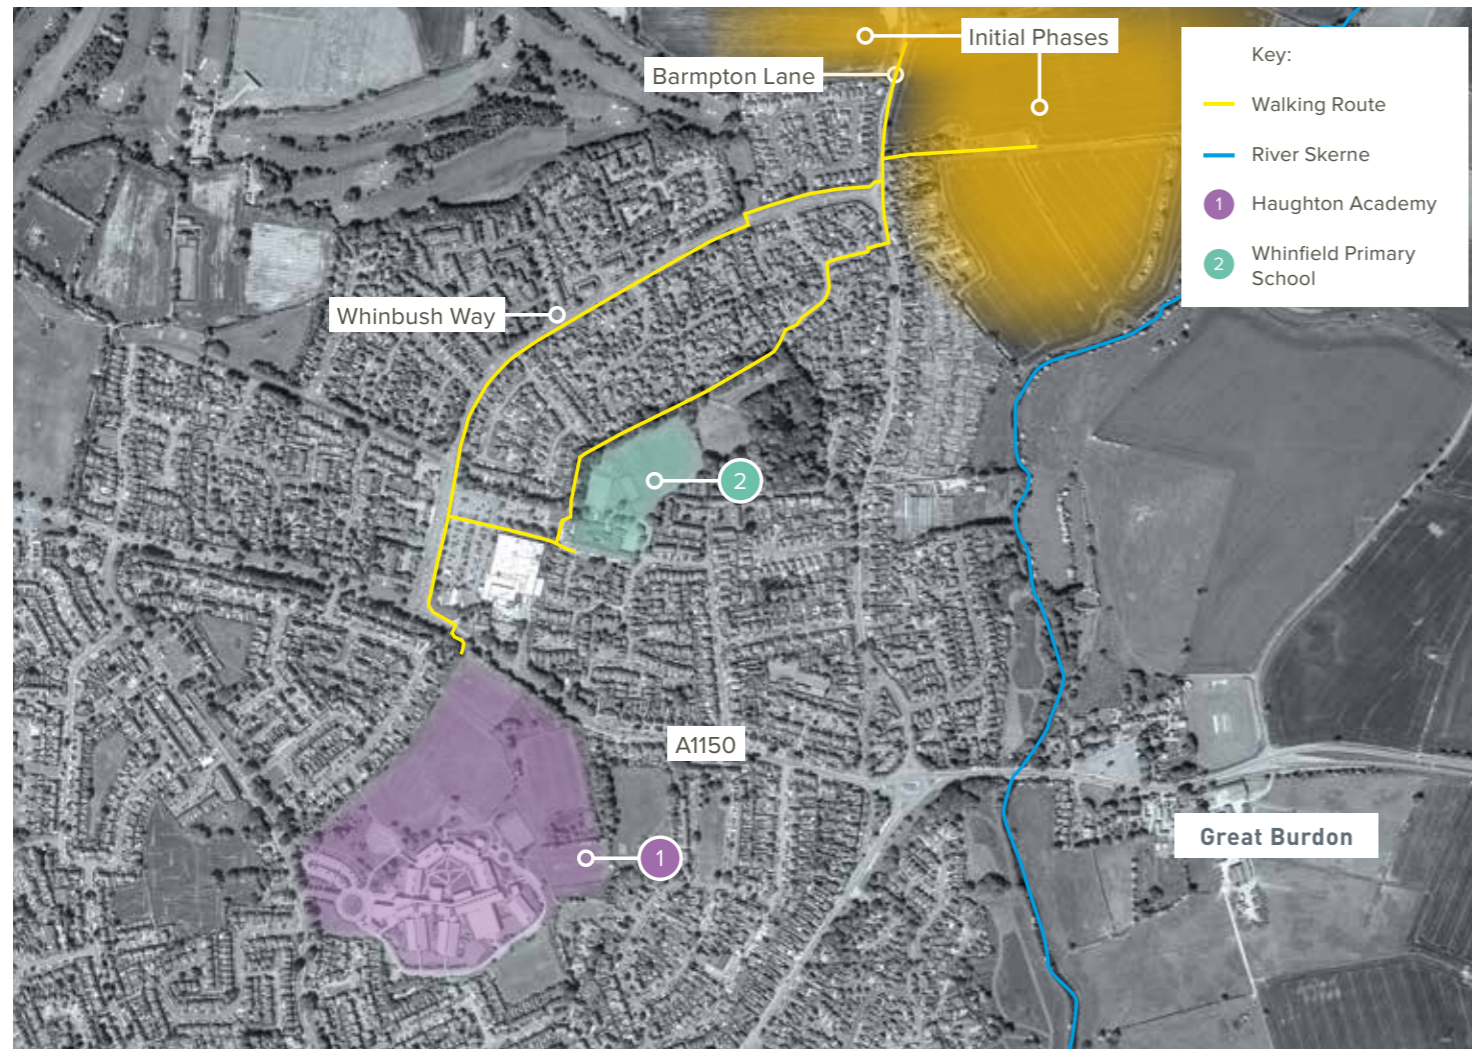 Initial Phases
Barmpton Lane
Key:
Walking Route
River Skerne
1 Haughton Academy
2 Whinfield Primary
School
Whinbush Way
2
A1150
Great Burdon
1